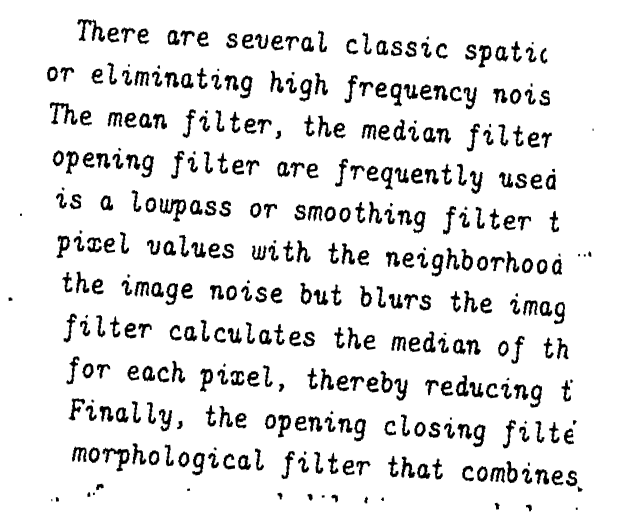 There are several classic spatic
or eliminating high frequency nois
The mean filter, the median filter
opening filter are frequently used
is a lowpass or smoothing filter t
pixel values with the neighborhood
the image noise but blurs the imag
filter calculates the median of th
for each pixel, thereby reducing t
Finally, the opening closing filte
morphological filter that combines